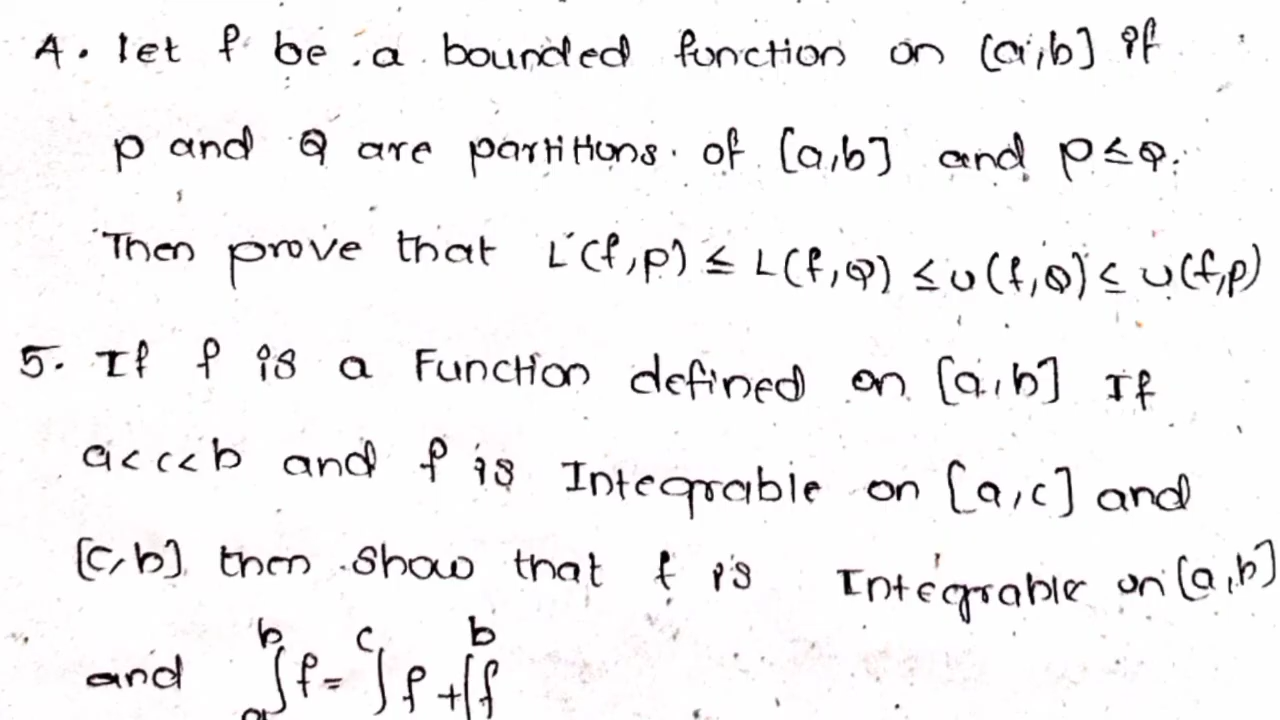 4. let f be a bounded function on [a,b] if
p and Q are partitions of [a,b] and p≤Q.
Then prove that L(f,p) ≤ L(f,Q) ≤ U(f,Q) ≤ U(f,p)
5. If f is a Function defined on [a,b] If
a<c<b and f is Integrable on [a,c] and
[c,b] then show that f is Integrable on [a,b]
and ∫ₐᵇ f = ∫ᶜ f + ∫ᵇ f